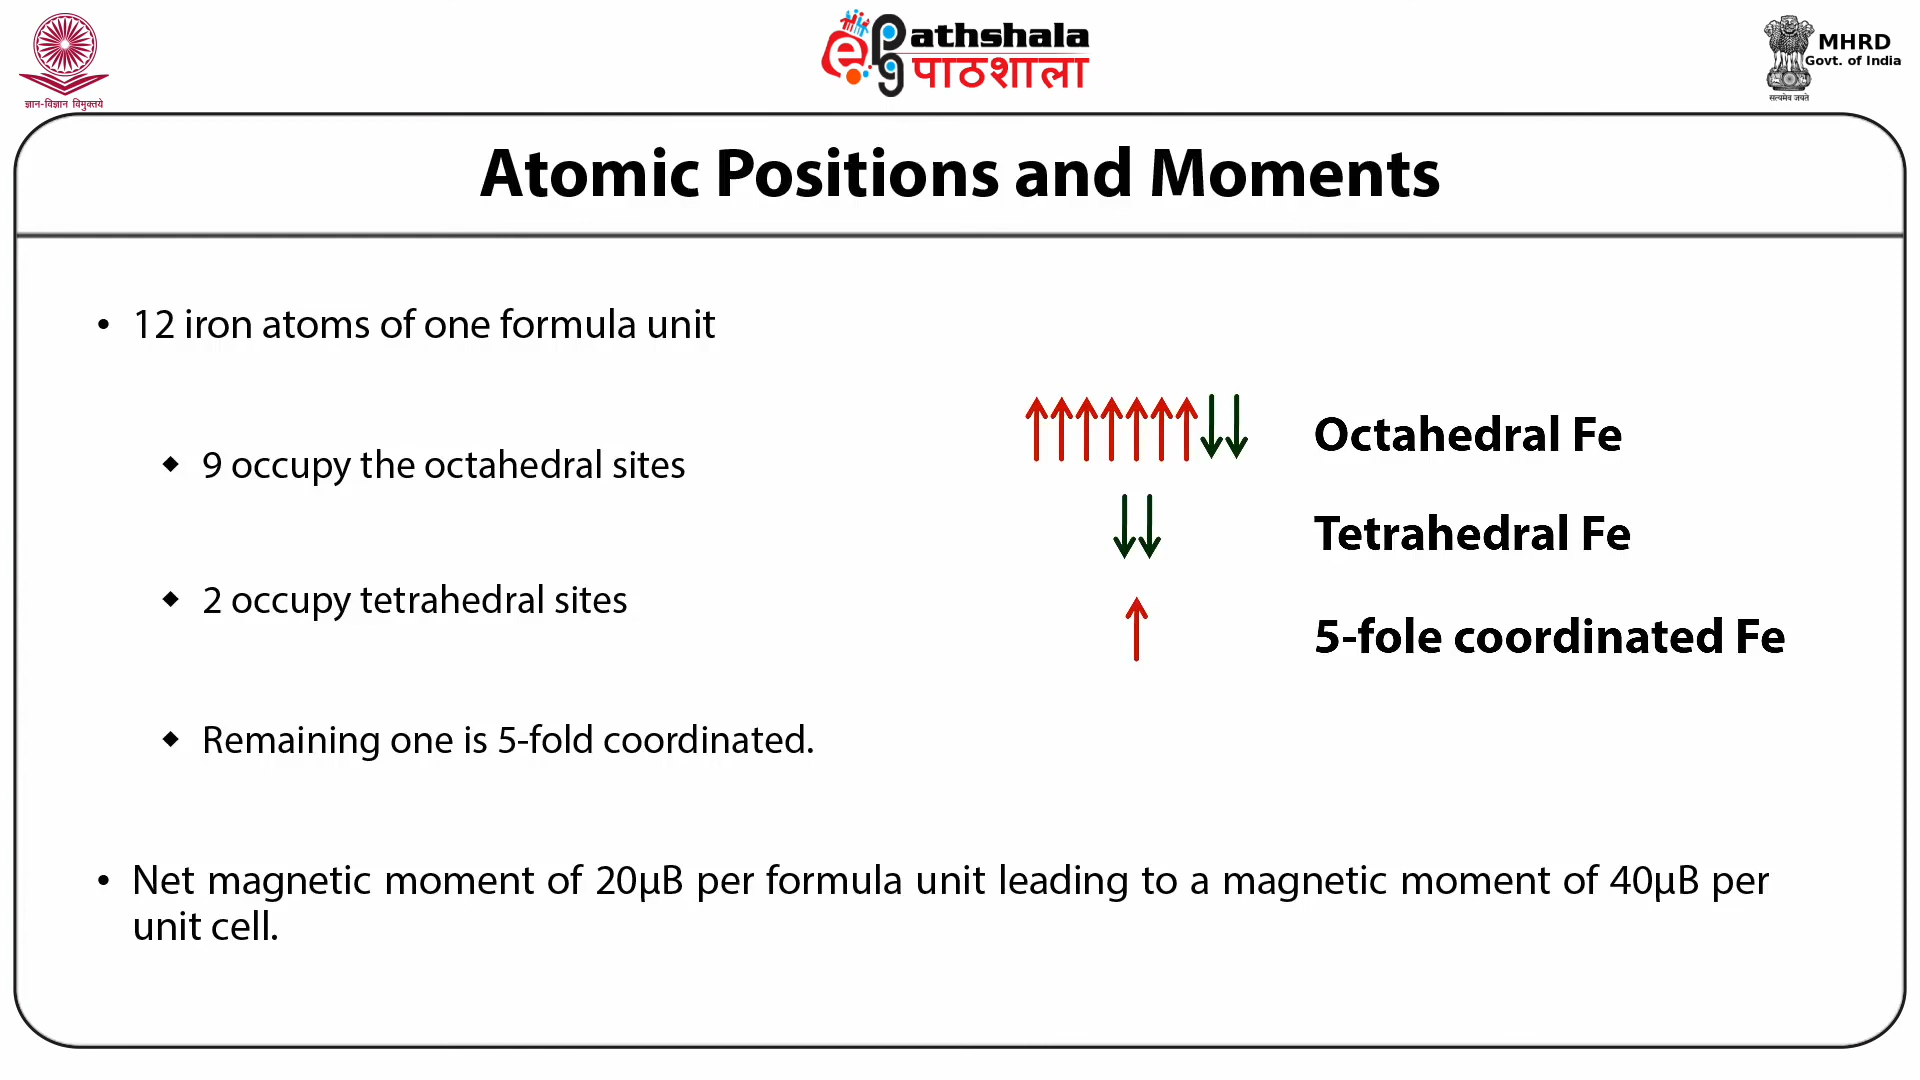 ज्ञान-विज्ञान विमुक्तये
ePathshala
पाठशाला
MHRD
Govt. of India
सत्यमेव जयते
Atomic Positions and Moments
• 12 iron atoms of one formula unit
◆ 9 occupy the octahedral sites
◆ 2 occupy tetrahedral sites
◆ Remaining one is 5-fold coordinated.
Octahedral Fe
Tetrahedral Fe
5-fole coordinated Fe
• Net magnetic moment of 20µB per formula unit leading to a magnetic moment of 40µB per
unit cell.